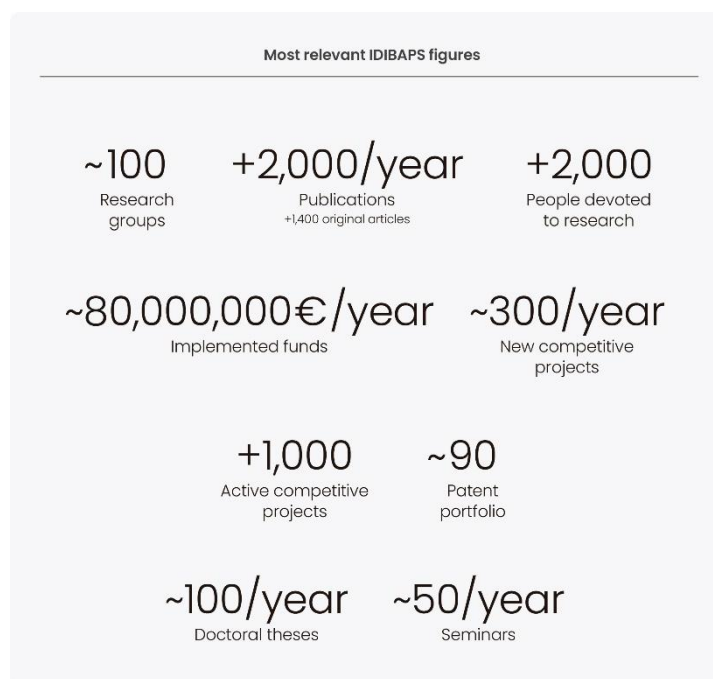 Most relevant IDIBAPS figures
~100
Research
groups
+2,000/year
Publications
+1,400 original articles
+2,000
People devoted
to research
~80,000,000€/year
Implemented funds
~300/year
New competitive
projects
+1,000
Active competitive
projects
~90
Patent
portfolio
~100/year
Doctoral theses
~50/year
Seminars